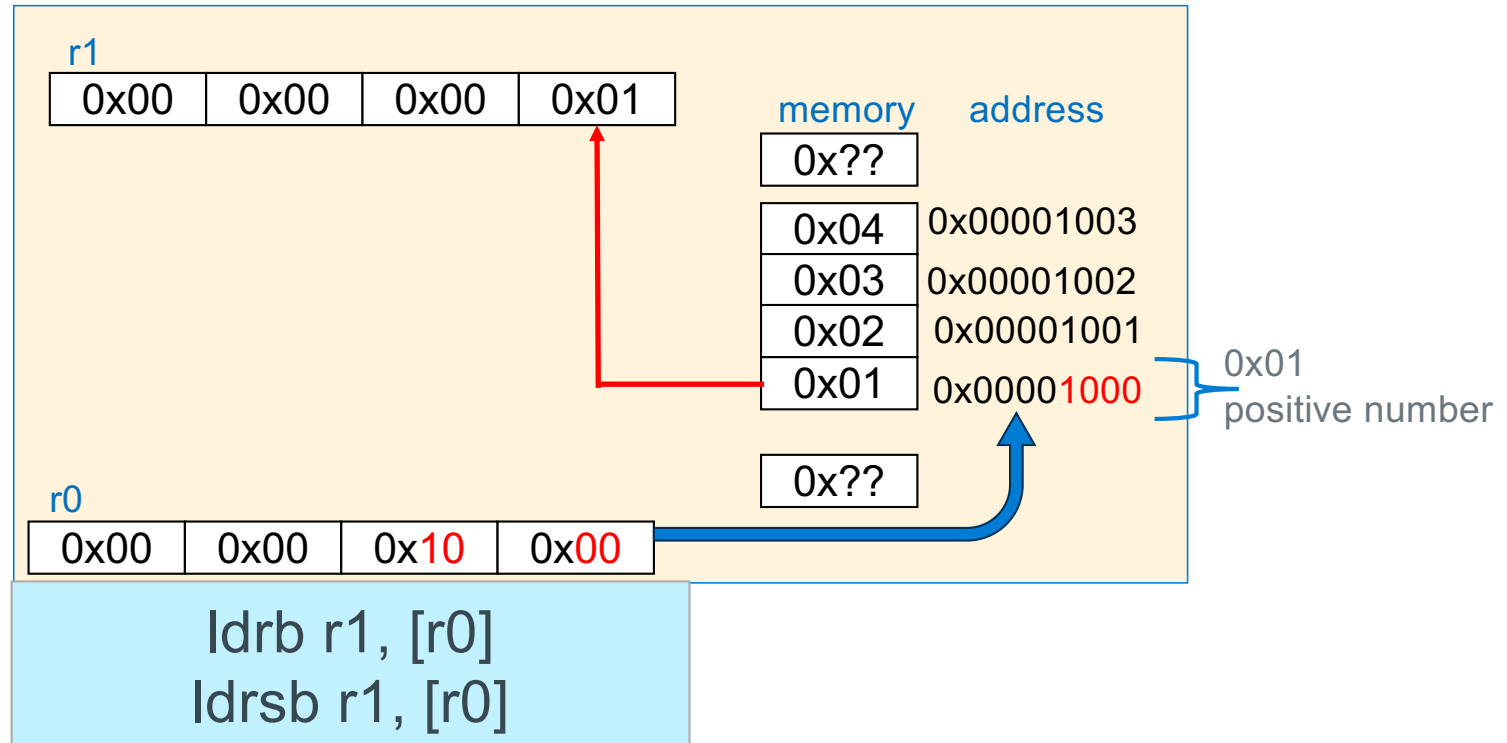 r1
0x00 0x00 0x00 0x01
memory address
0x??
0x04 0x00001003
0x03 0x00001002
0x02 0x00001001
0x01 0x00001000
0x01
positive number
0x??
r0
0x00 0x00 0x10 0x00
ldrb r1, [r0]
ldrsb r1, [r0]